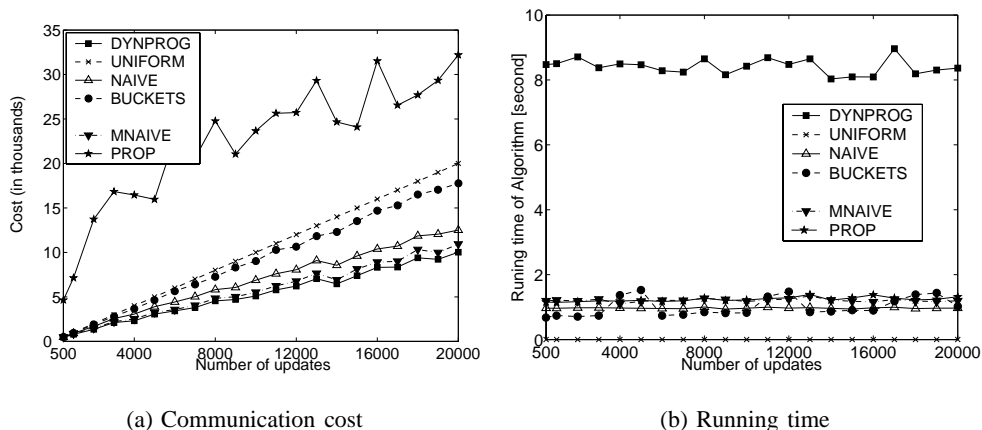 35
30
25
20
15
10
5
0
Cost (in thousands)
DYNPROG
UNIFORM
NAIVE
BUCKETS
MNAIVE
PROP
500 4000 8000 12000 16000 20000
Number of updates
(a) Communication cost
10
8
6
4
2
0
Running time of Algorithm [second]
DYNPROG
UNIFORM
NAIVE
BUCKETS
MNAIVE
PROP
500 4000 8000 12000 16000 20000
Number of updates
(b) Running time